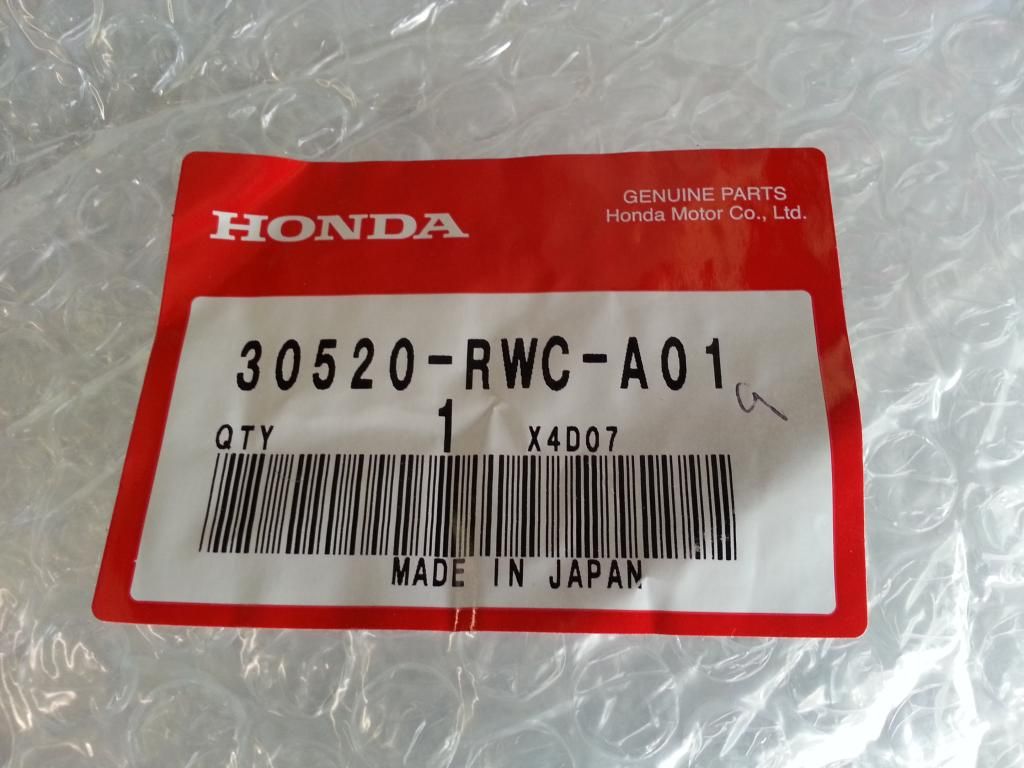 HONDA
GENUINE PARTS
Honda Motor Co., Ltd.
30520-RWC-A01
QTY 1 X4D07
MADE IN JAPAN